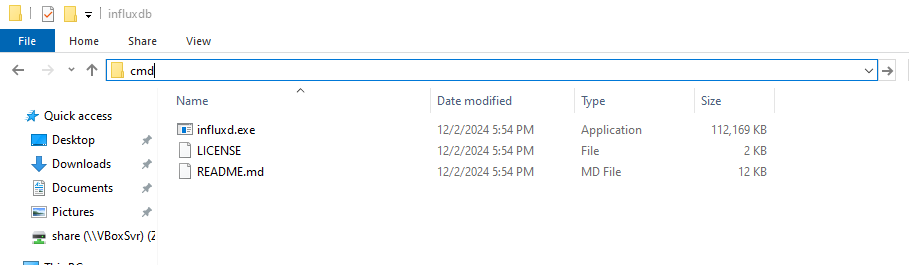 influxdb
File Home Share View
cmd
Name Date modified Type Size
Quick access
Desktop
Downloads
Documents
Pictures
share (\\VBoxSvr) (Z
influxd.exe 12/2/2024 5:54 PM Application 112,169 KB
LICENSE 12/2/2024 5:54 PM File 2 KB
README.md 12/2/2024 5:54 PM MD File 12 KB